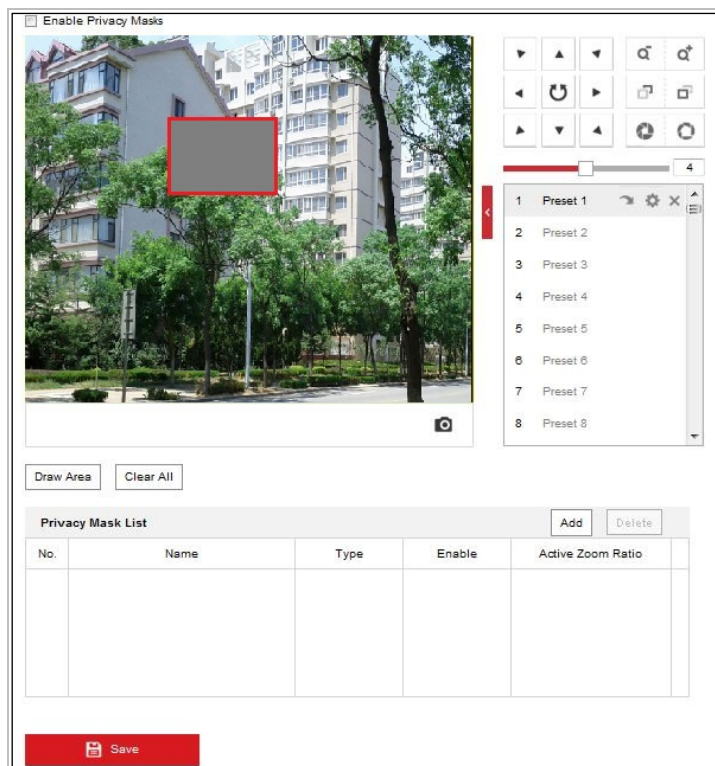 Enable Privacy Masks
4
1 Preset 1
2 Preset 2
3 Preset 3
4 Preset 4
5 Preset 5
6 Preset 6
7 Preset 7
8 Preset 8
Draw Area Clear All
Privacy Mask List Add Delete
No. Name Type Enable Active Zoom Ratio
Save